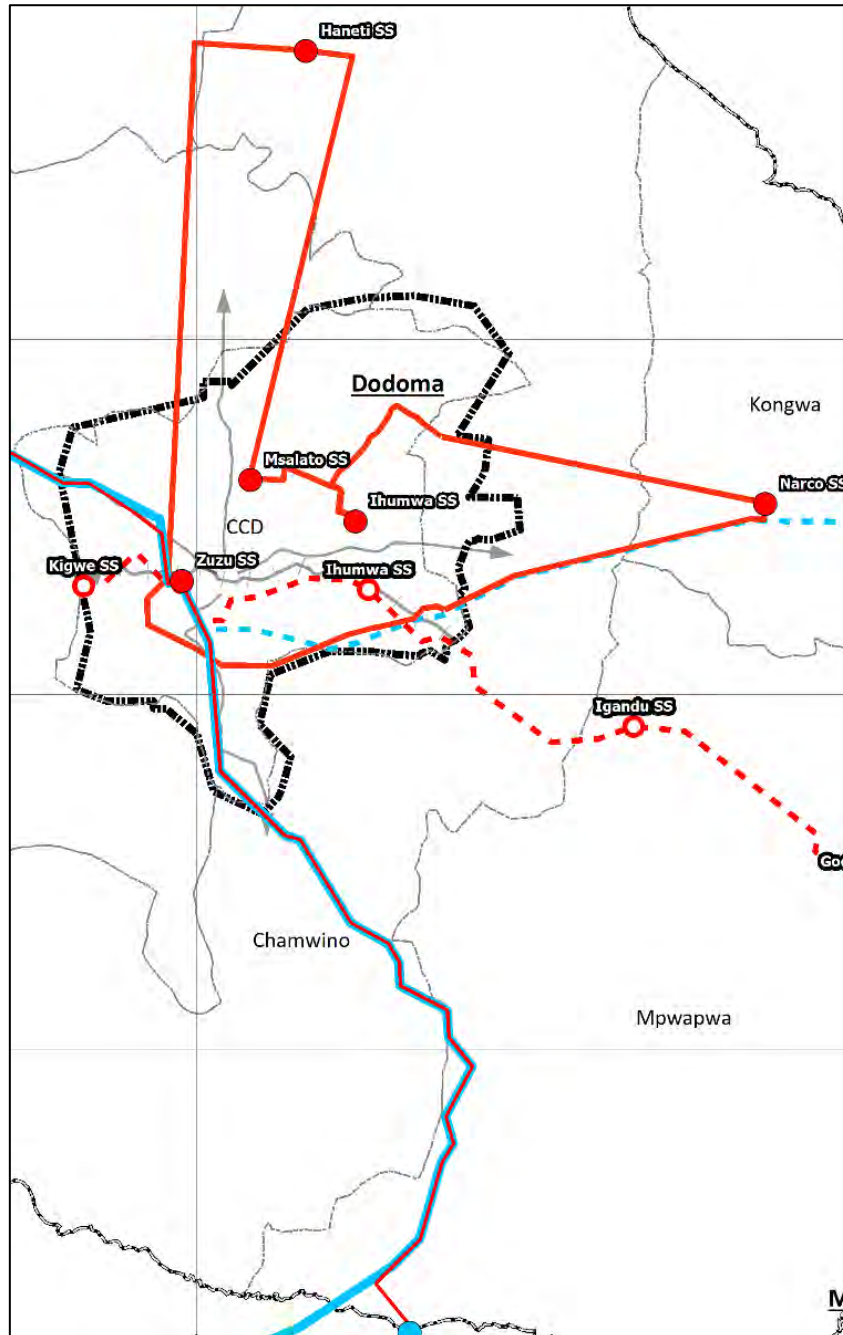 Haneti SS
Dodoma
Kongwa
Msalato SS
Narco SS
Ihumwa SS
CCD
Kigwe SS
Zuzu SS
Ihumwa SS
Igandu SS
Chamwino
Mpwapwa